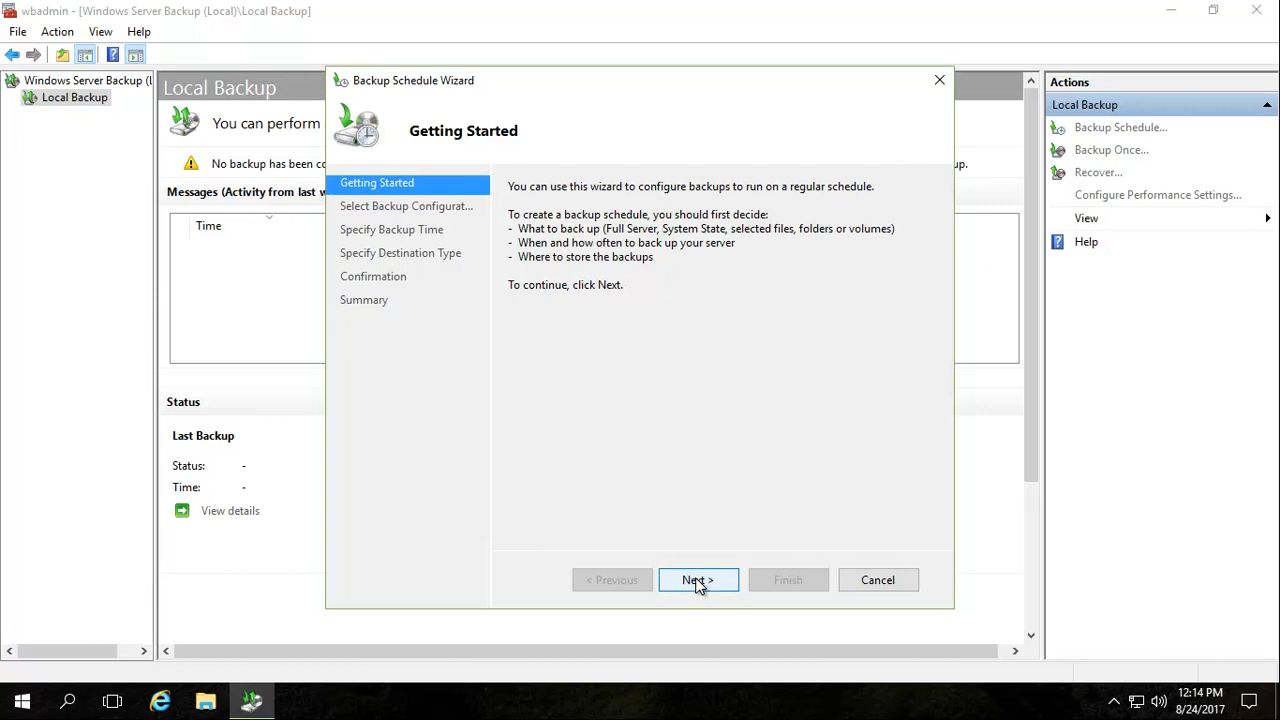 wbadmin - [Windows Server Backup (Local)\Local Backup]
File Action View Help
Windows Server Backup (L
Local Backup
Local Backup
You can perform
No backup has been co
p.
Messages (Activity from last w
Time
Status
Last Backup
Status: -
Time: -
View details
Backup Schedule Wizard
Getting Started
Getting Started
Select Backup Configurat...
Specify Backup Time
Specify Destination Type
Confirmation
Summary
You can use this wizard to configure backups to run on a regular schedule.
To create a backup schedule, you should first decide:
- What to back up (Full Server, System State, selected files, folders or volumes)
- When and how often to back up your server
- Where to store the backups
To continue, click Next.
< Previous Next > Finish Cancel
Actions
Local Backup
Backup Schedule...
Backup Once...
Recover...
Configure Performance Settings...
View
Help
12:14 PM
8/24/2017